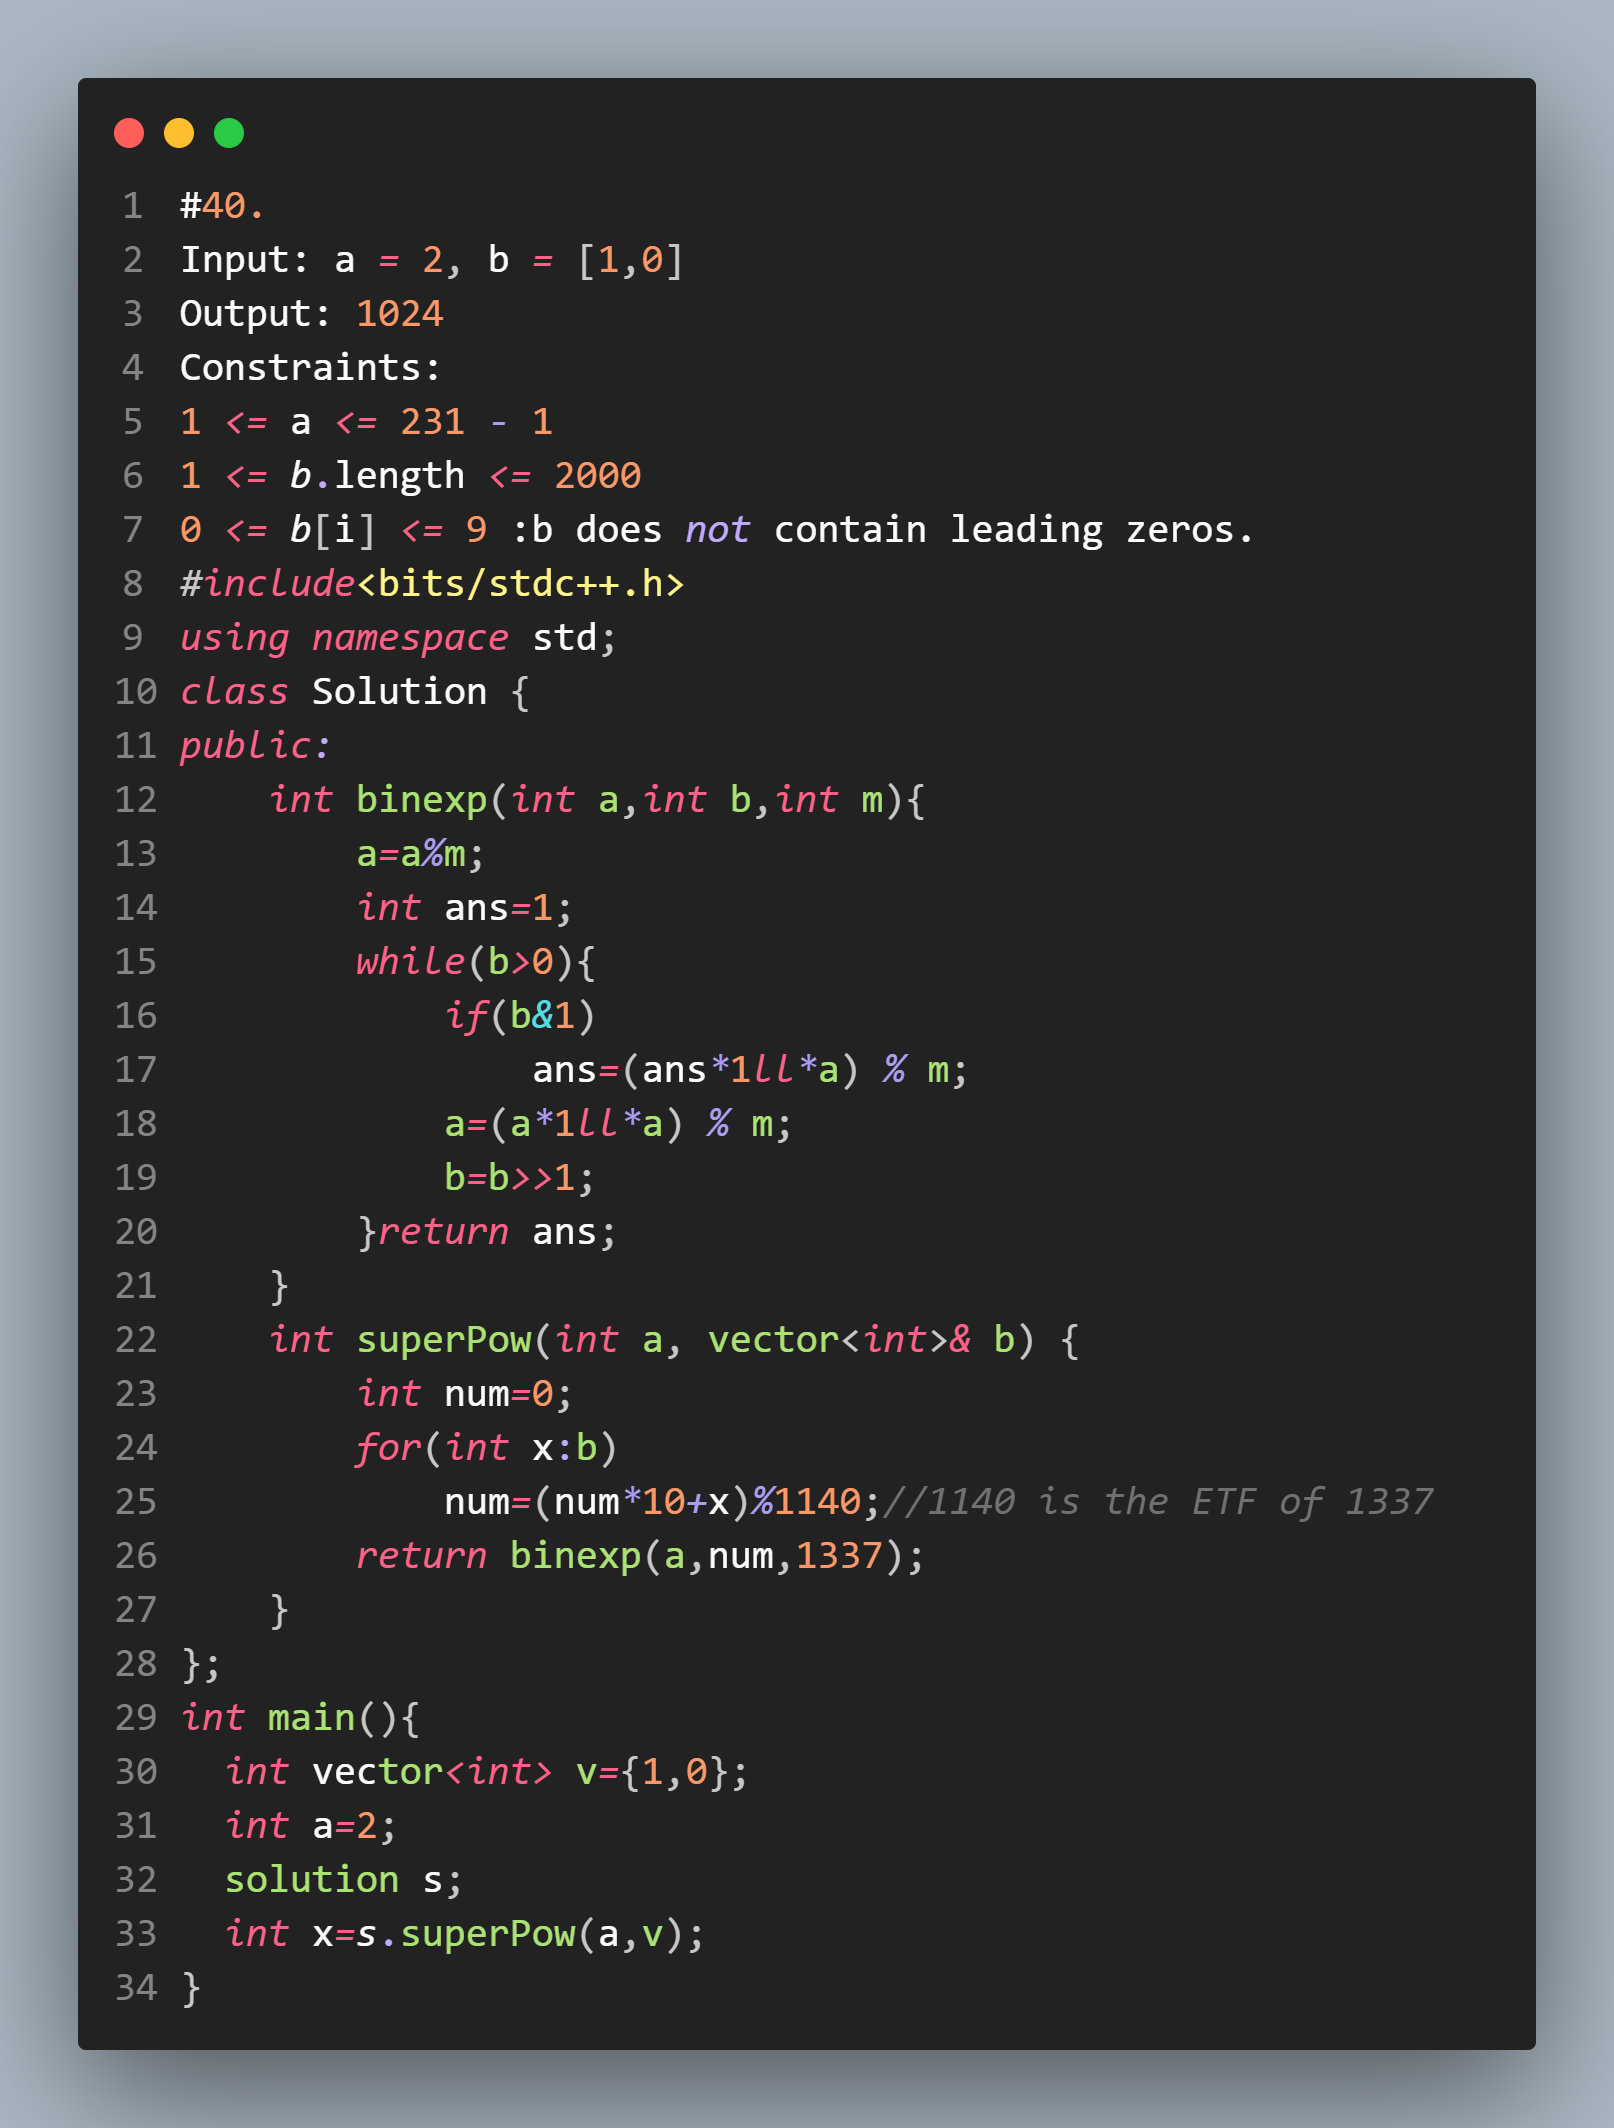 1 #40.
2 Input: a = 2, b = [1,0]
3 Output: 1024
4 Constraints:
5 1 <= a <= 231 - 1
6 1 <= b.length <= 2000
7 0 <= b[i] <= 9 :b does not contain leading zeros.
8 #include<bits/stdc++.h>
9 using namespace std;
10 class Solution {
11 public:
12     int binexp(int a,int b,int m){
13         a=a%m;
14         int ans=1;
15         while(b>0){
16             if(b&1)
17                 ans=(ans*1ll*a) % m;
18             a=(a*1ll*a) % m;
19             b=b>>1;
20         }return ans;
21     }
22     int superPow(int a, vector<int>& b) {
23         int num=0;
24         for(int x:b)
25             num=(num*10+x)%1140;//1140 is the ETF of 1337
26         return binexp(a,num,1337);
27     }
28 };
29 int main(){
30   int vector<int> v={1,0};
31   int a=2;
32   solution s;
33   int x=s.superPow(a,v);
34 }